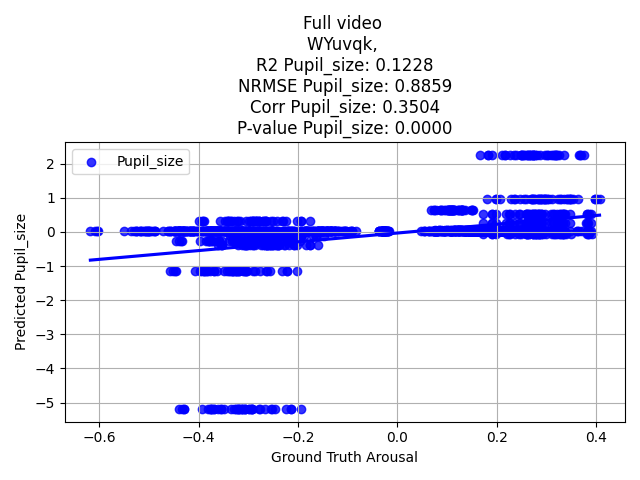 Full video
WYuvqk,
R2 Pupil_size: 0.1228
NRMSE Pupil_size: 0.8859
Corr Pupil_size: 0.3504
P-value Pupil_size: 0.0000
Pupil_size
2
1
0
−1
−2
−3
−4
−5
Predicted Pupil_size
−0.6
−0.4
−0.2
0.0
0.2
0.4
Ground Truth Arousal